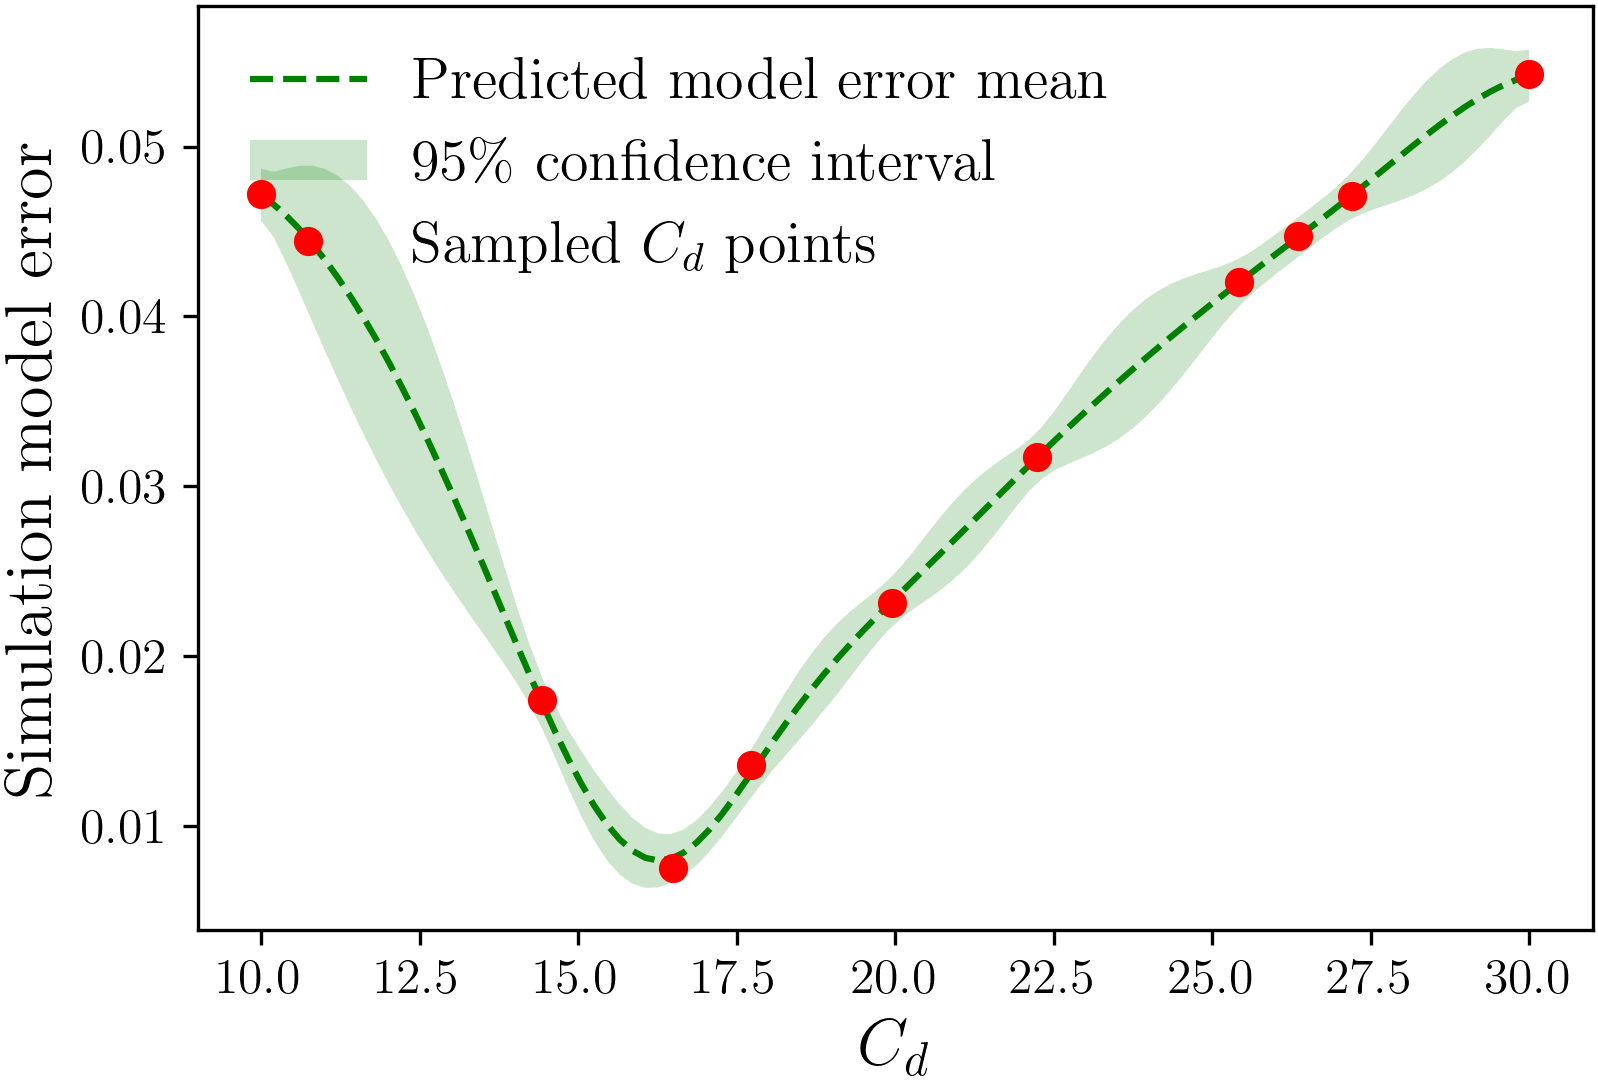 Predicted model error mean
95% confidence interval
Sampled C_d points
Simulation model error
0.05
0.04
0.03
0.02
0.01
10.0 12.5 15.0 17.5 20.0 22.5 25.0 27.5 30.0
C_d